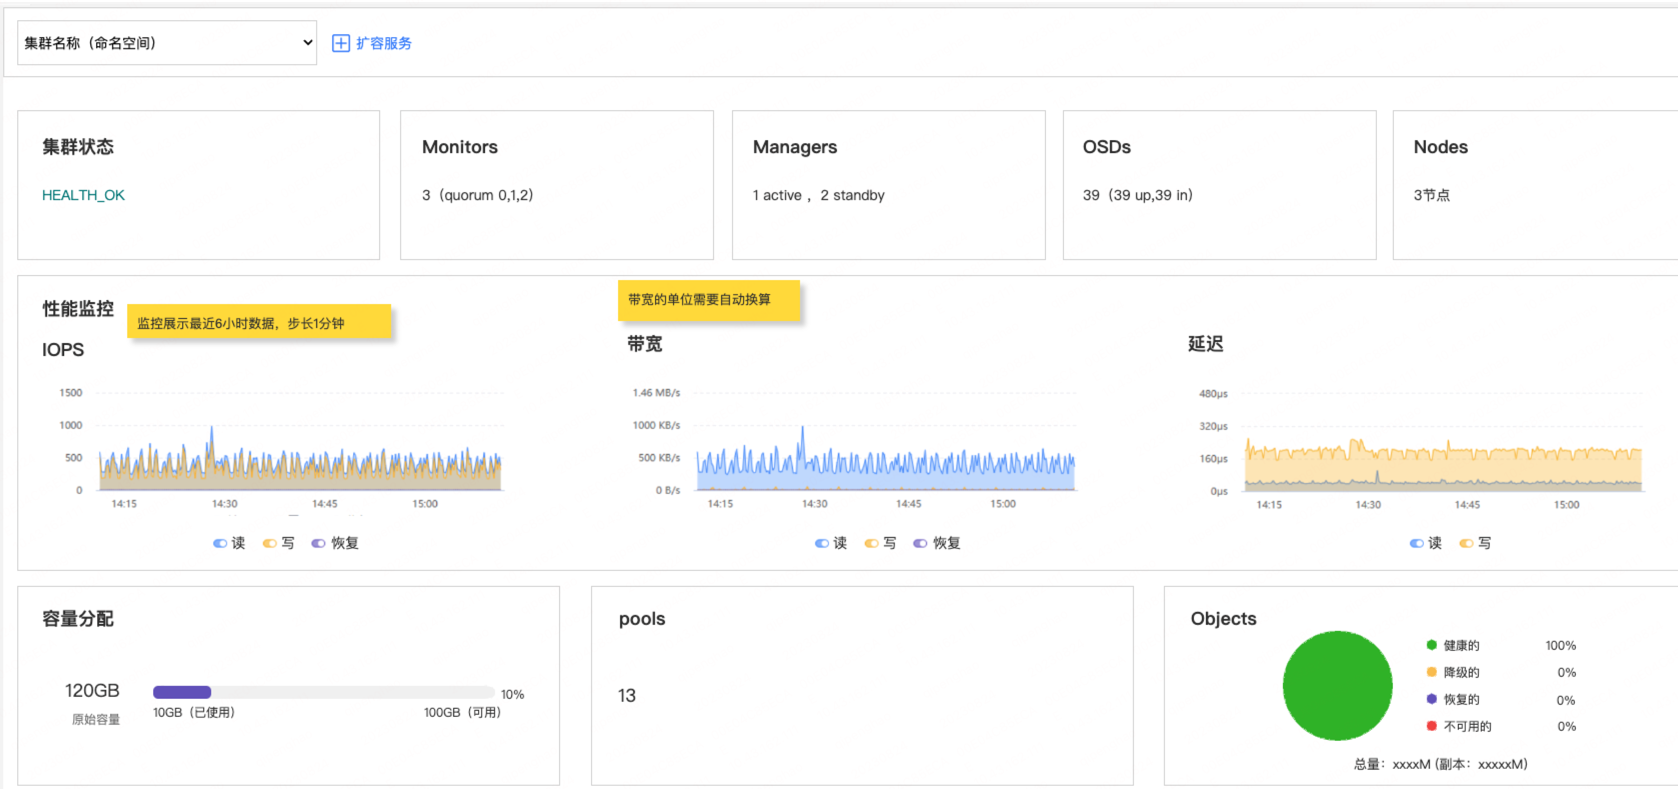 集群名称（命名空间）
扩容服务
集群状态
HEALTH_OK
Monitors
3（quorum 0,1,2)
Managers
1 active ，2 standby
OSDs
39（39 up,39 in)
Nodes
3节点
性能监控
监控展示最近6小时数据，步长1分钟
IOPS
1500
1000
500
0
14:15 14:30 14:45 15:00
读 写 恢复
带宽的单位需要自动换算
带宽
1.46 MB/s
1000 KB/s
500 KB/s
0 B/s
14:15 14:30 14:45 15:00
读 写 恢复
延迟
480μs
320μs
160μs
0μs
14:15 14:30 14:45 15:00
读 写
容量分配
120GB
原始容量
10%
10GB（已使用）
100GB（可用）
pools
13
Objects
健康的 100%
降级的 0%
恢复的 0%
不可用的 0%
总量：xxxxM (副本：xxxxxM)